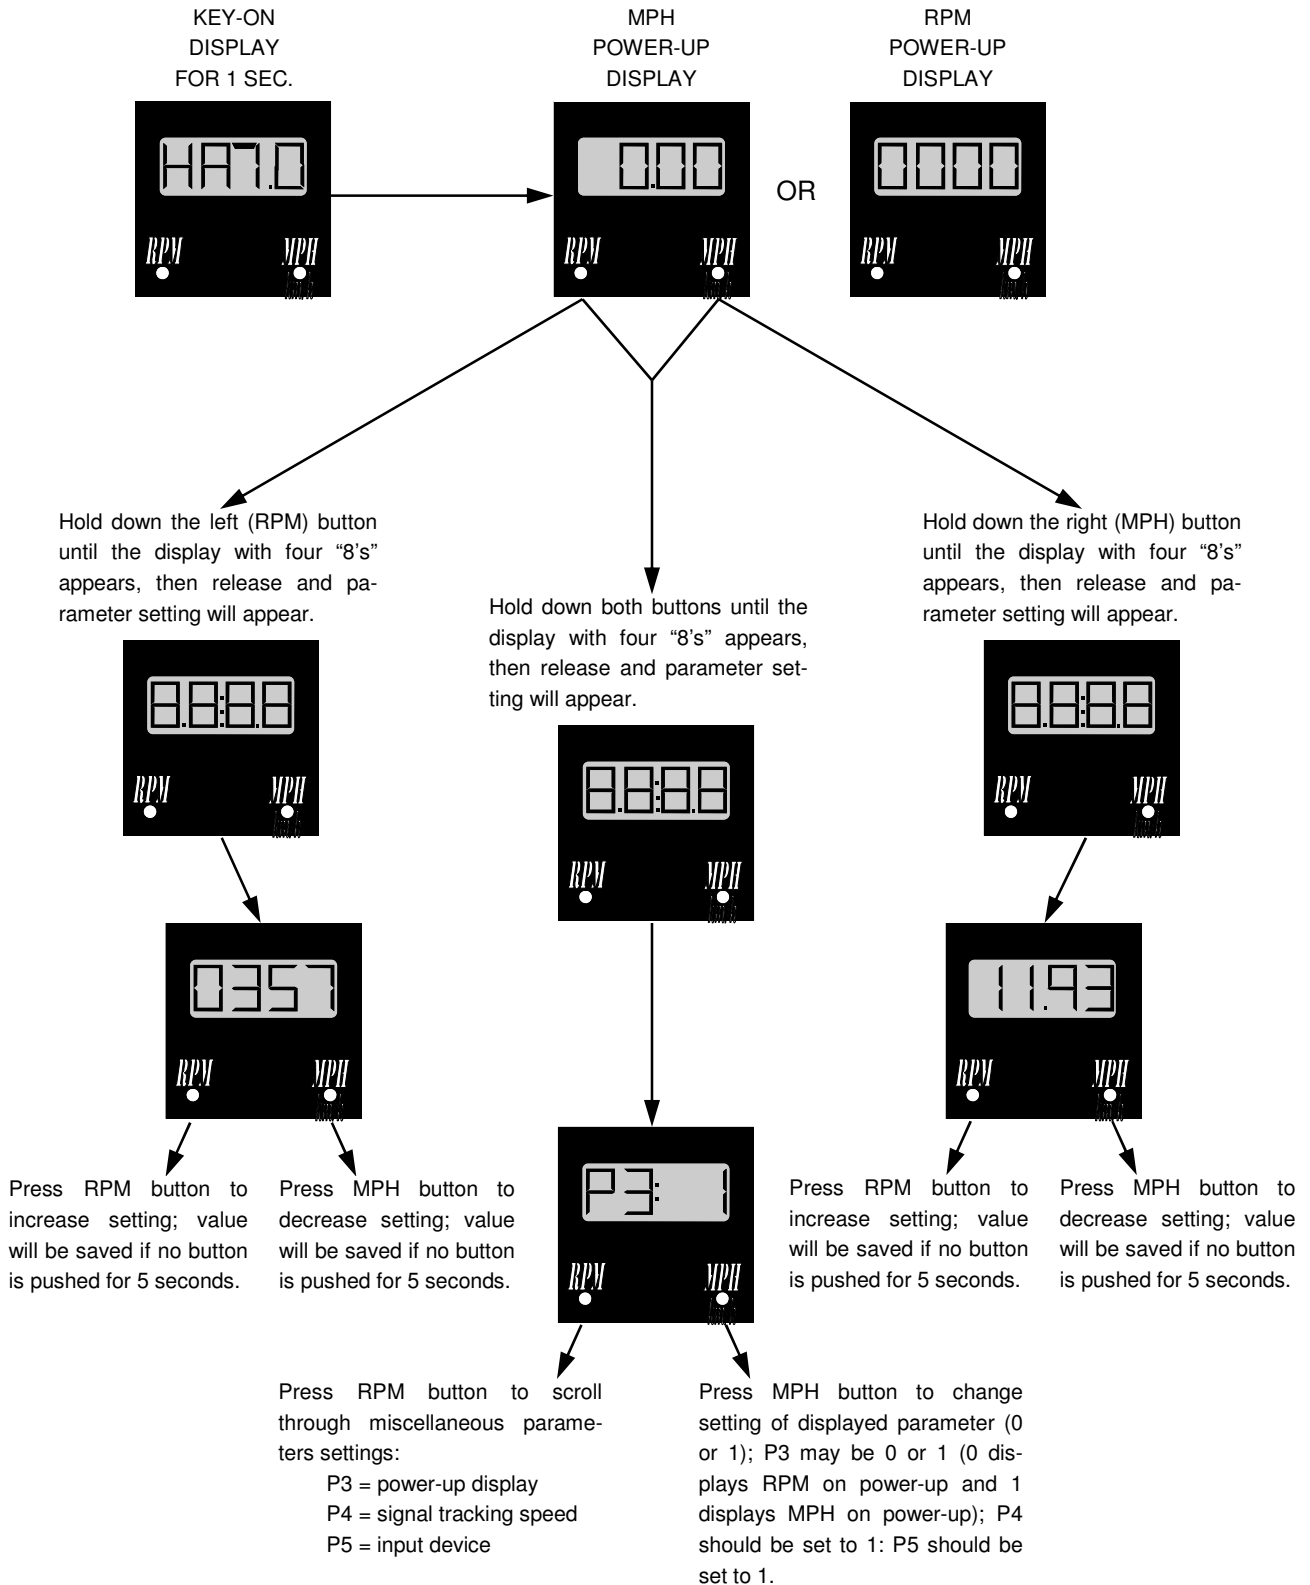 KEY-ON
DISPLAY
FOR 1 SEC.
MPH
POWER-UP
DISPLAY
RPM
POWER-UP
DISPLAY
HA7.0
RPM
MPH
0.00
RPM
MPH
OR
0000
RPM
MPH
Hold down the left (RPM) button
until the display with four “8’s”
appears, then release and pa-
rameter setting will appear.
Hold down both buttons until the
display with four “8’s” appears,
then release and parameter set-
ting will appear.
Hold down the right (MPH) button
until the display with four “8’s”
appears, then release and pa-
rameter setting will appear.
8.8:8.8
RPM
MPH
8.8:8.8
RPM
MPH
8.8:8.8
RPM
MPH
0357
RPM
MPH
11.93
RPM
MPH
P3: 1
RPM
MPH
Press RPM button to
increase setting; value
will be saved if no button
is pushed for 5 seconds.
Press MPH button to
decrease setting; value
will be saved if no button
is pushed for 5 seconds.
Press RPM button to
increase setting; value
will be saved if no button
is pushed for 5 seconds.
Press MPH button to
decrease setting; value
will be saved if no button
is pushed for 5 seconds.
Press RPM button to scroll
through miscellaneous parame-
ters settings:
P3 = power-up display
P4 = signal tracking speed
P5 = input device
Press MPH button to change
setting of displayed parameter (0
or 1); P3 may be 0 or 1 (0 dis-
plays RPM on power-up and 1
displays MPH on power-up); P4
should be set to 1: P5 should be
set to 1.